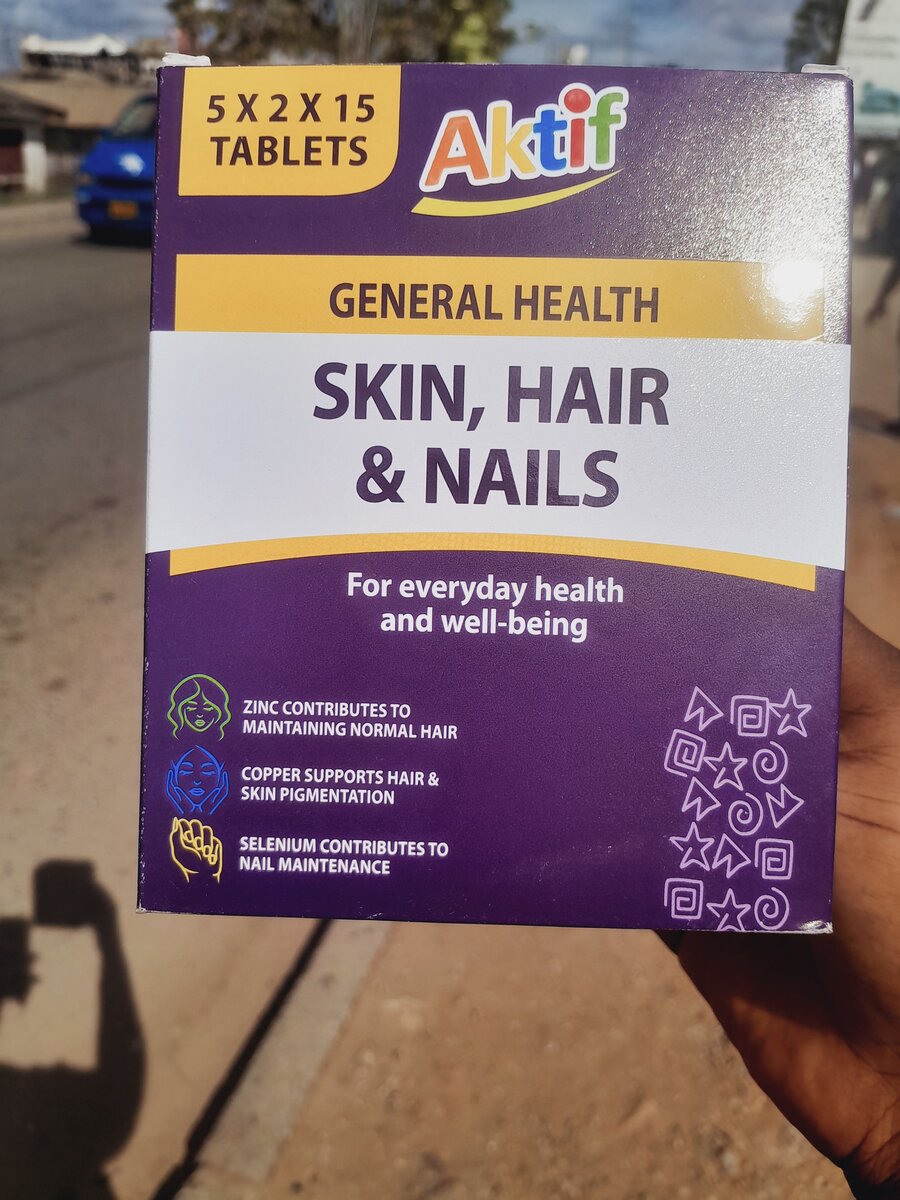 5 X 2 X 15
TABLETS
Aktif
GENERAL HEALTH
SKIN, HAIR
& NAILS
For everyday health
and well-being
ZINC CONTRIBUTES TO
MAINTAINING NORMAL HAIR
COPPER SUPPORTS HAIR &
SKIN PIGMENTATION
SELENIUM CONTRIBUTES TO
NAIL MAINTENANCE